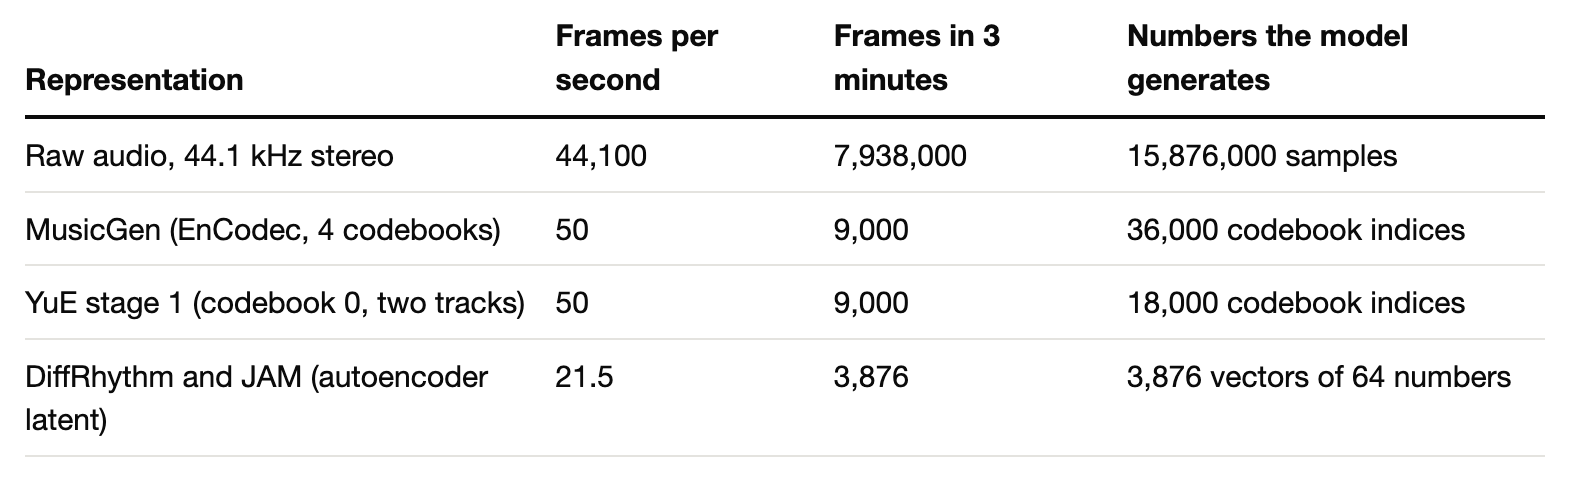 Representation
Frames per second
Frames in 3 minutes
Numbers the model generates
Raw audio, 44.1 kHz stereo
44,100
7,938,000
15,876,000 samples
MusicGen (EnCodec, 4 codebooks)
50
9,000
36,000 codebook indices
YuE stage 1 (codebook 0, two tracks)
50
9,000
18,000 codebook indices
DiffRhythm and JAM (autoencoder
latent)
21.5
3,876
3,876 vectors of 64 numbers